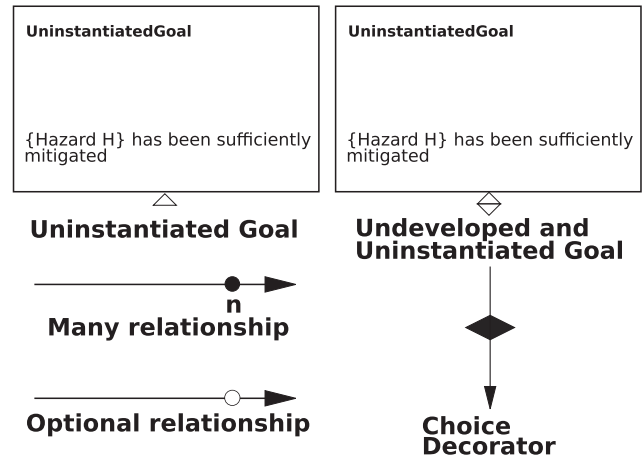 UninstantiatedGoal
{Hazard H} has been sufficiently
mitigated
Uninstantiated Goal
UninstantiatedGoal
{Hazard H} has been sufficiently
mitigated
Undeveloped and
Uninstantiated Goal
n
Many relationship
Optional relationship
Choice
Decorator